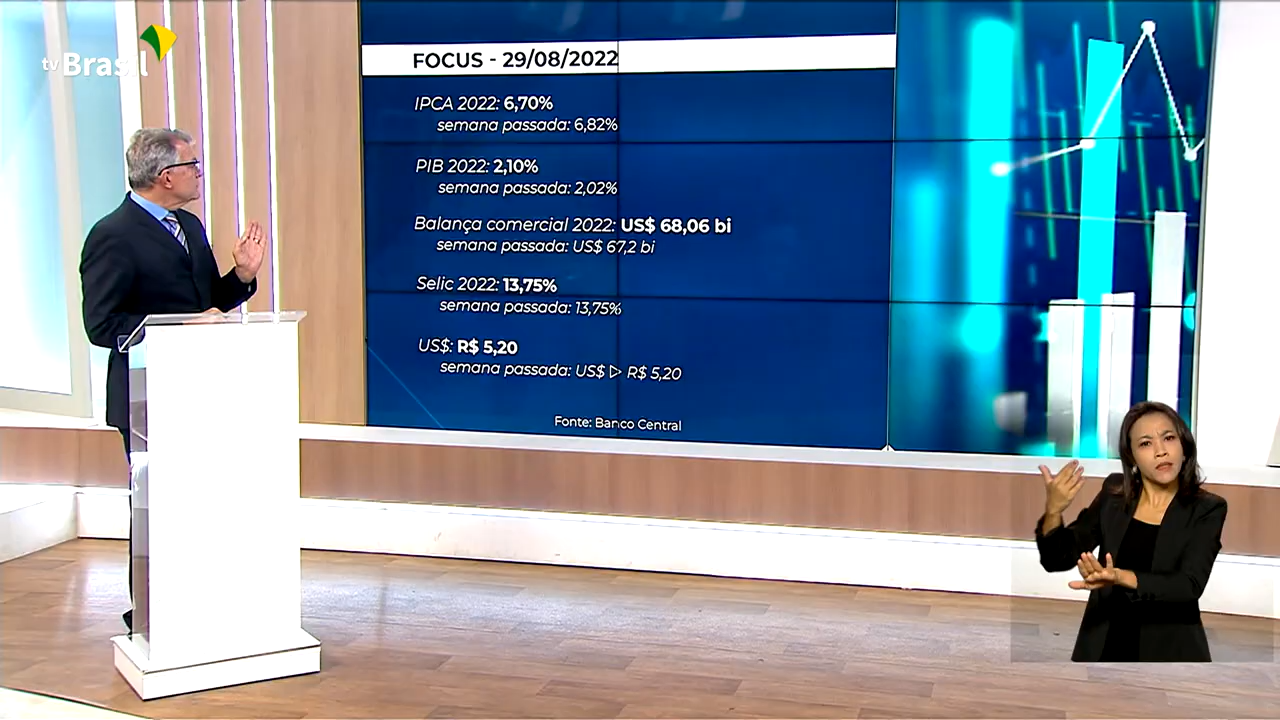 tv Brasil
FOCUS - 29/08/2022
IPCA 2022: 6,70%
semana passada: 6,82%
PIB 2022: 2,10%
semana passada: 2,02%
Balança comercial 2022: US$ 68,06 bi
semana passada: US$ 67,2 bi
Selic 2022: 13,75%
semana passada: 13,75%
US$: R$ 5,20
semana passada: US$ ▷ R$ 5,20
Fonte: Banco Central